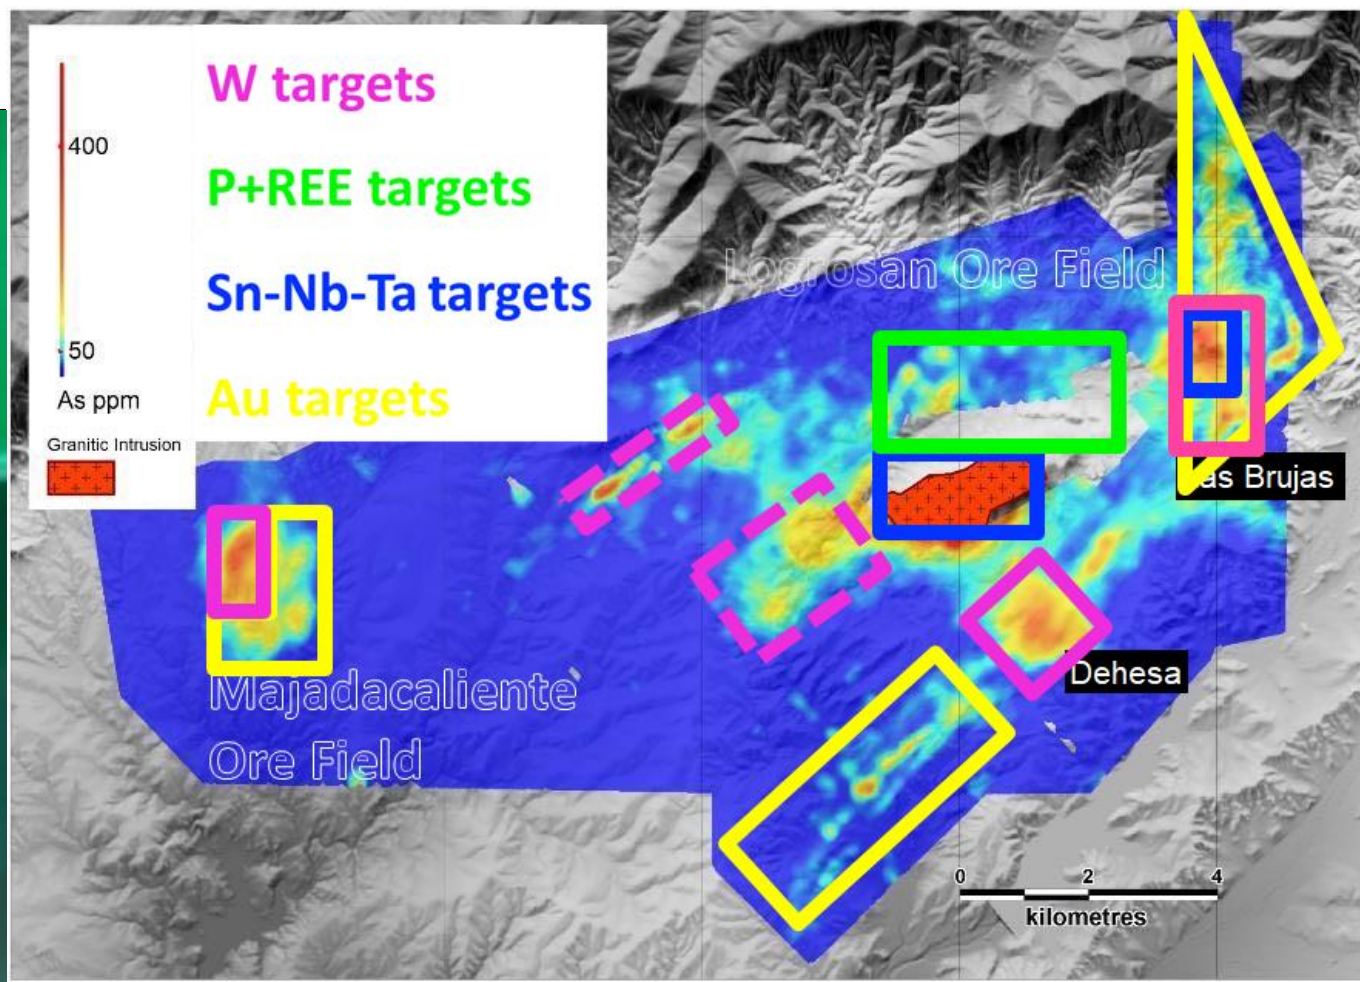 W targets
400
P+REE targets
Sn-Nb-Ta targets
50
As ppm
Au targets
Granitic Intrusion
Logrosan Ore Field
Las Brujas
Dehesa
Majadacaliente
Ore Field
0 2 4
kilometres